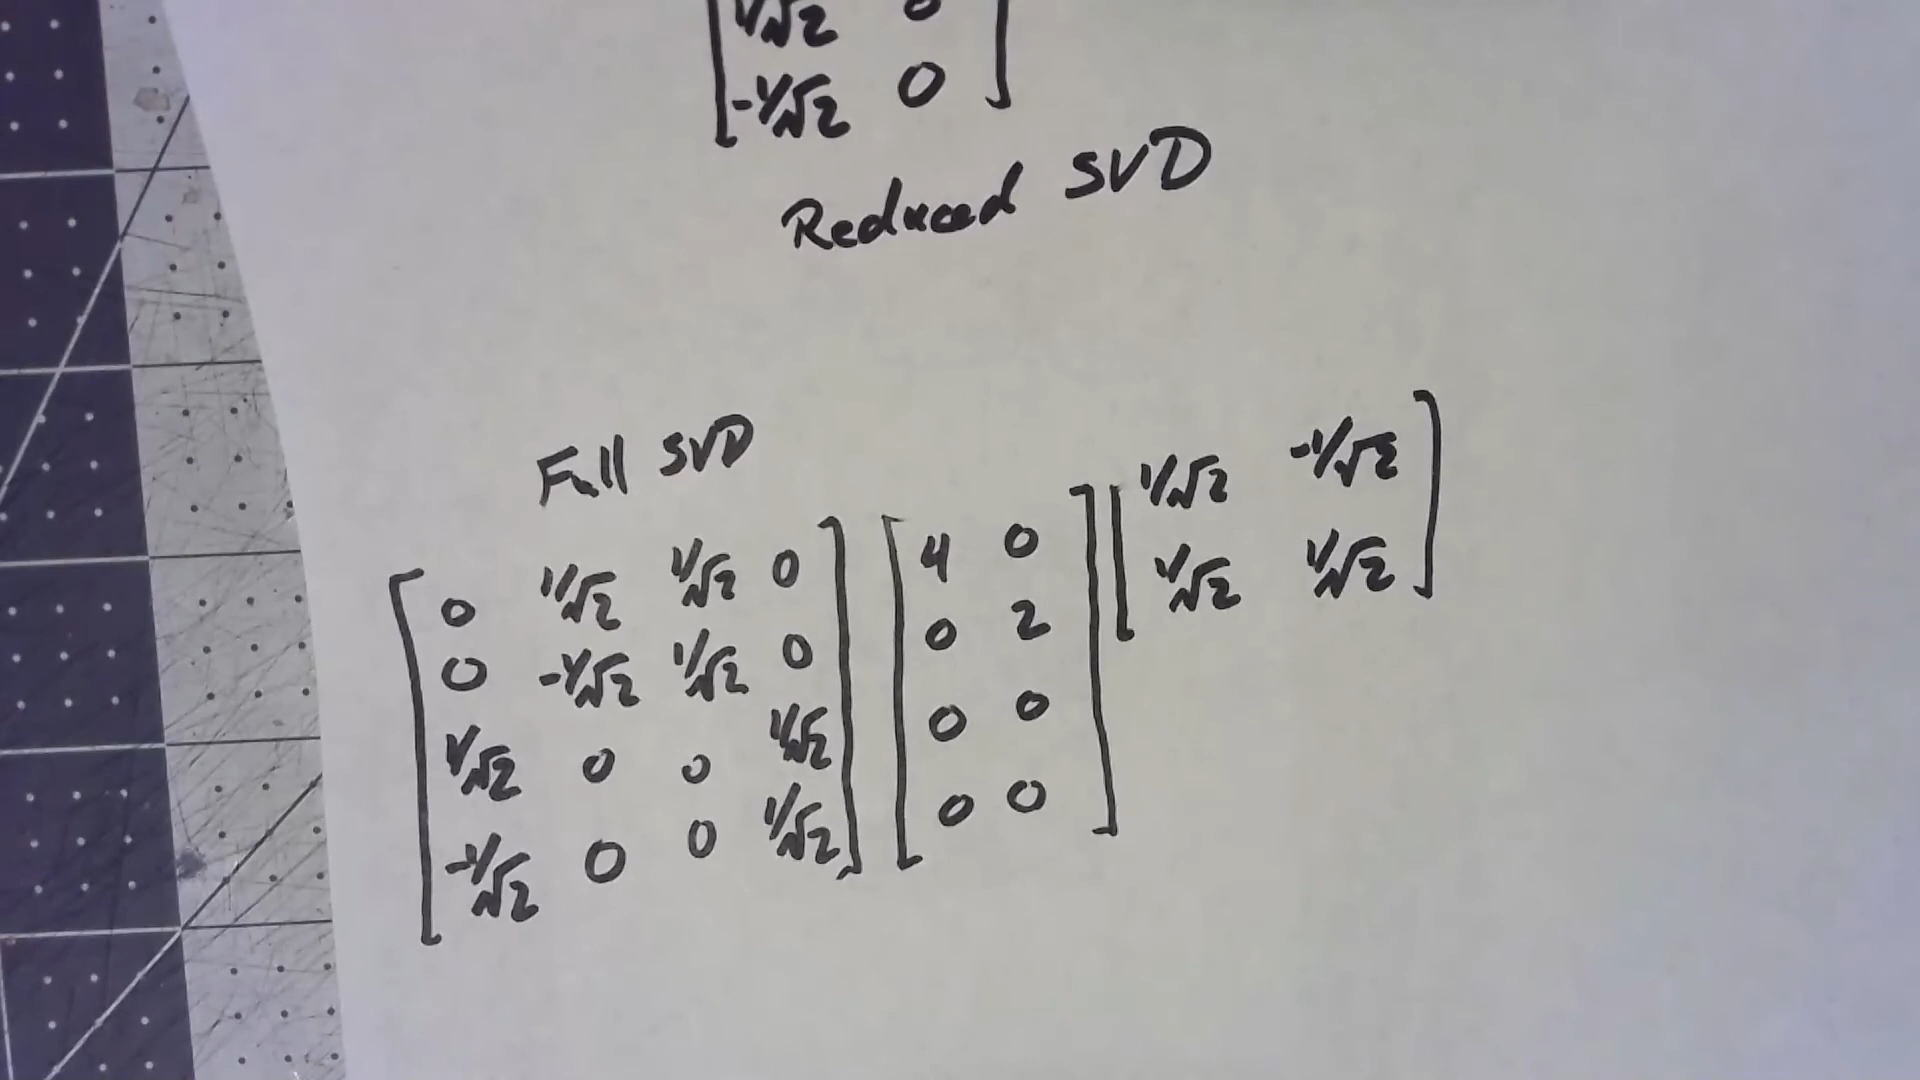 1/√2 0
-1/√2 0
Reduced SVD
Full SVD
0 1/√2 1/√2 0 4 0 1/√2 -1/√2
0 -1/√2 1/√2 0 0 2 1/√2 1/√2
1/√2 0 0 1/√2 0 0
-1/√2 0 0 1/√2 0 0